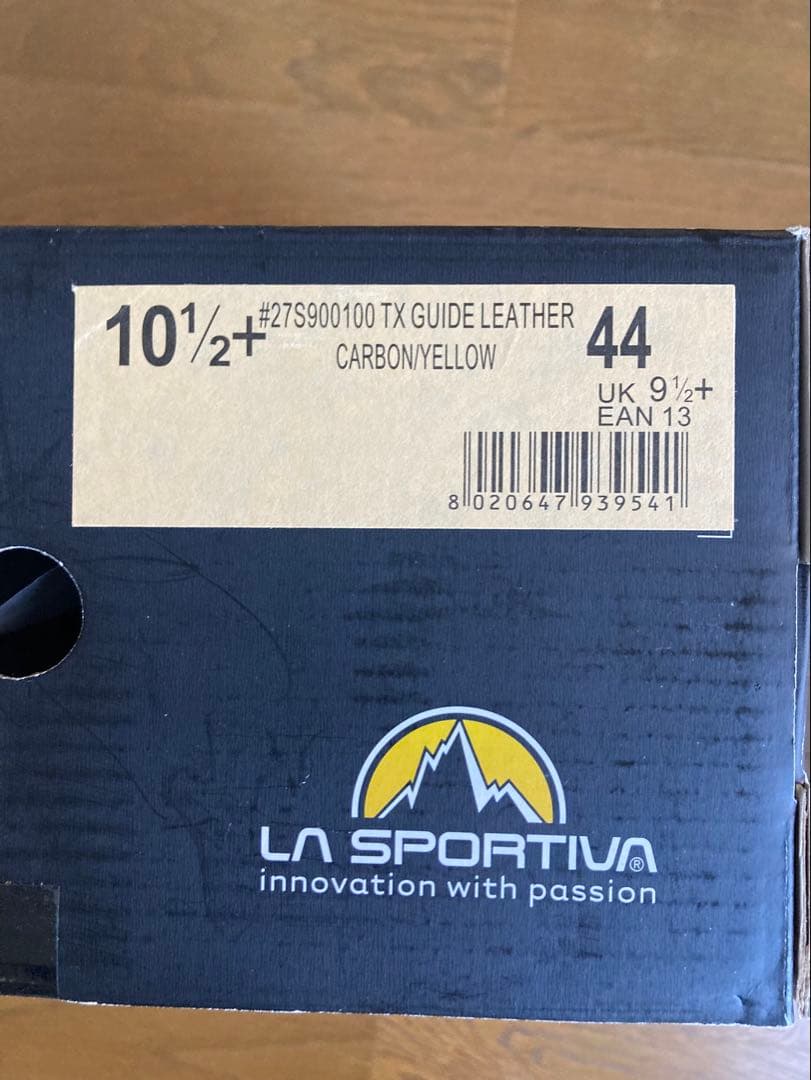 10½+
#27S900100 TX GUIDE LEATHER
CARBON/YELLOW
44
UK 9½+
EAN 13
8 020647 939541
LA SPORTIVA®
innovation with passion